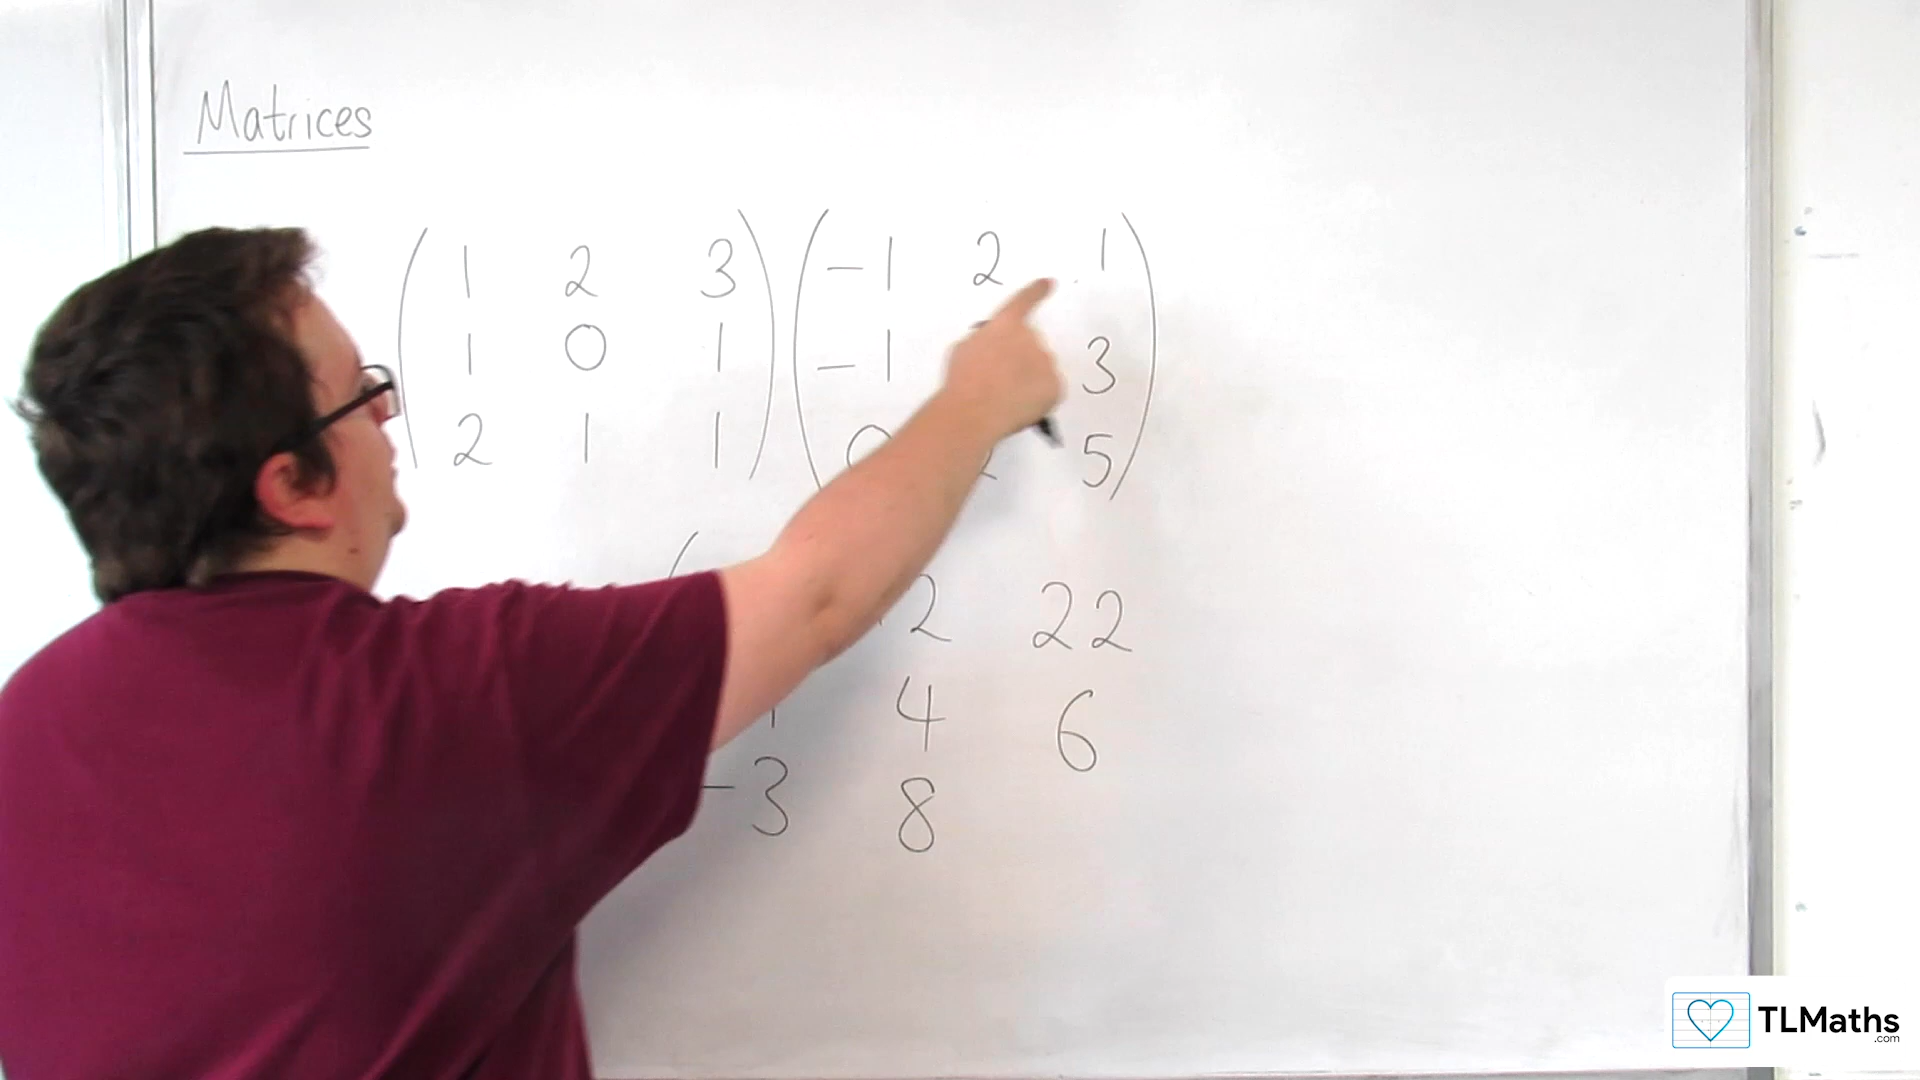 Matrices
1 2 3 -1 2 1
1 0 1 -1 3
2 1 1 0 2 5
2 22
4 6
-3 8
TLMaths
.com